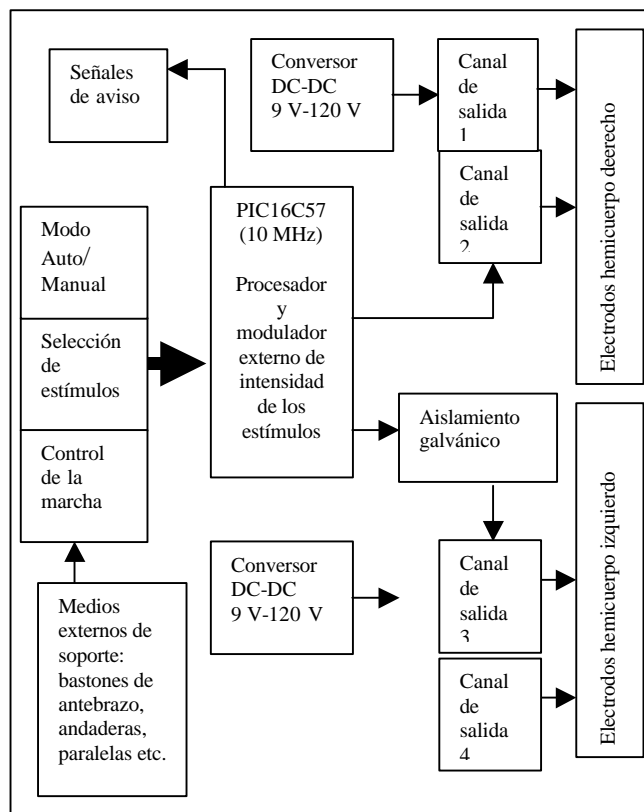 Señales
de aviso
Conversor
DC-DC
9 V-120 V
Canal
de
salida
1
Canal
de
salida
2
Electrodos hemicuerpo deerecho
Modo
Auto/
Manual
Selección
de
estímulos
Control
de la
marcha
PIC16C57
(10 MHz)
Procesador
y
modulador
externo de
intensidad
de los
estímulos
Aislamiento
galvánico
Conversor
DC-DC
9 V-120 V
Canal
de
salida
3
Canal
de
salida
4
Electrodos hemicuerpo izquierdo
Medios
externos de
soporte:
bastones de
antebrazo,
andaderas,
paralelas etc.